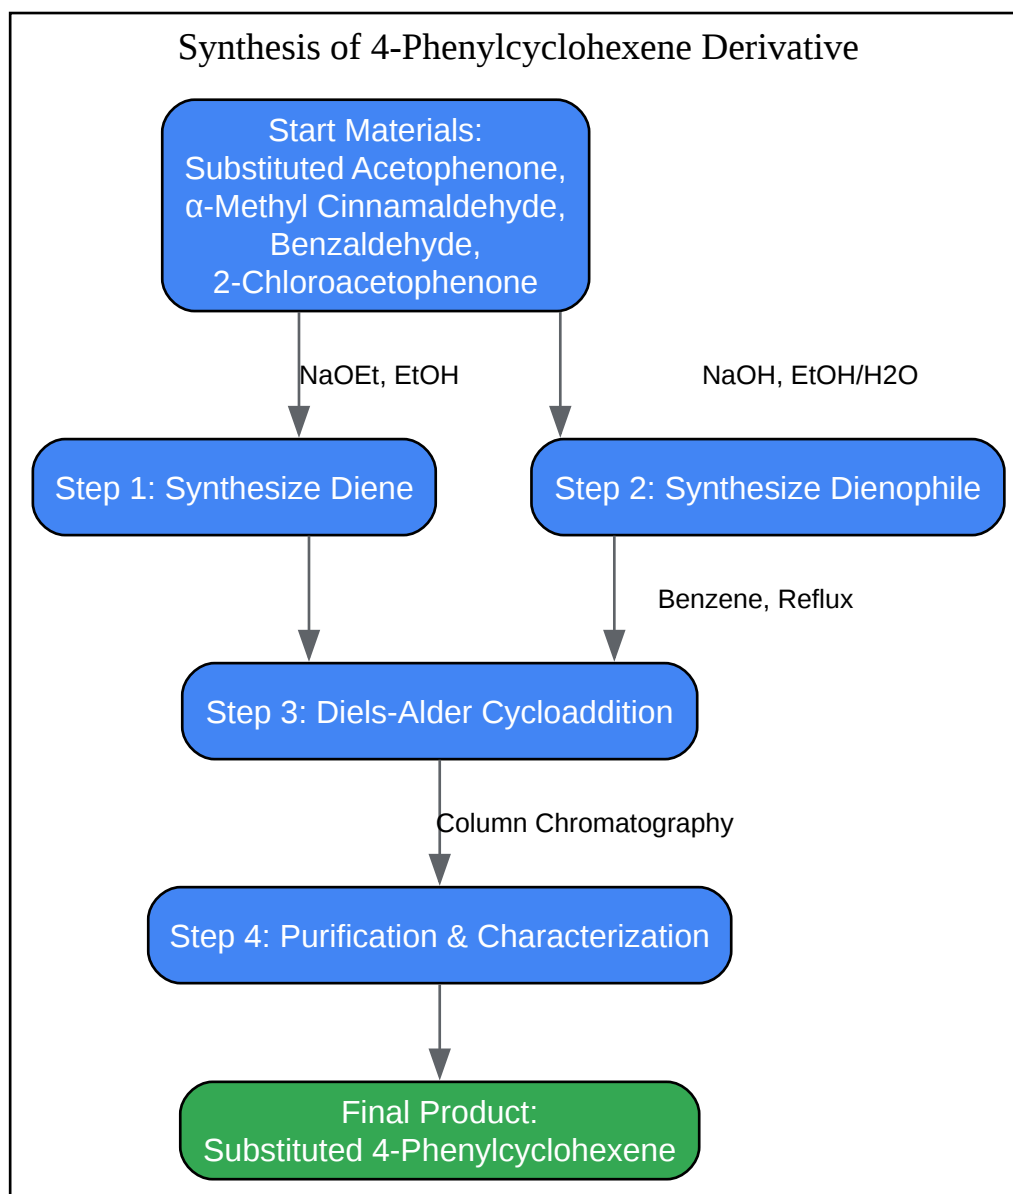 Synthesis of 4-Phenylcyclohexene Derivative
Start Materials:
Substituted Acetophenone,
α-Methyl Cinnamaldehyde,
Benzaldehyde,
2-Chloroacetophenone
NaOEt, EtOH
NaOH, EtOH/H2O
Step 1: Synthesize Diene
Step 2: Synthesize Dienophile
Benzene, Reflux
Step 3: Diels-Alder Cycloaddition
Column Chromatography
Step 4: Purification & Characterization
Final Product:
Substituted 4-Phenylcyclohexene